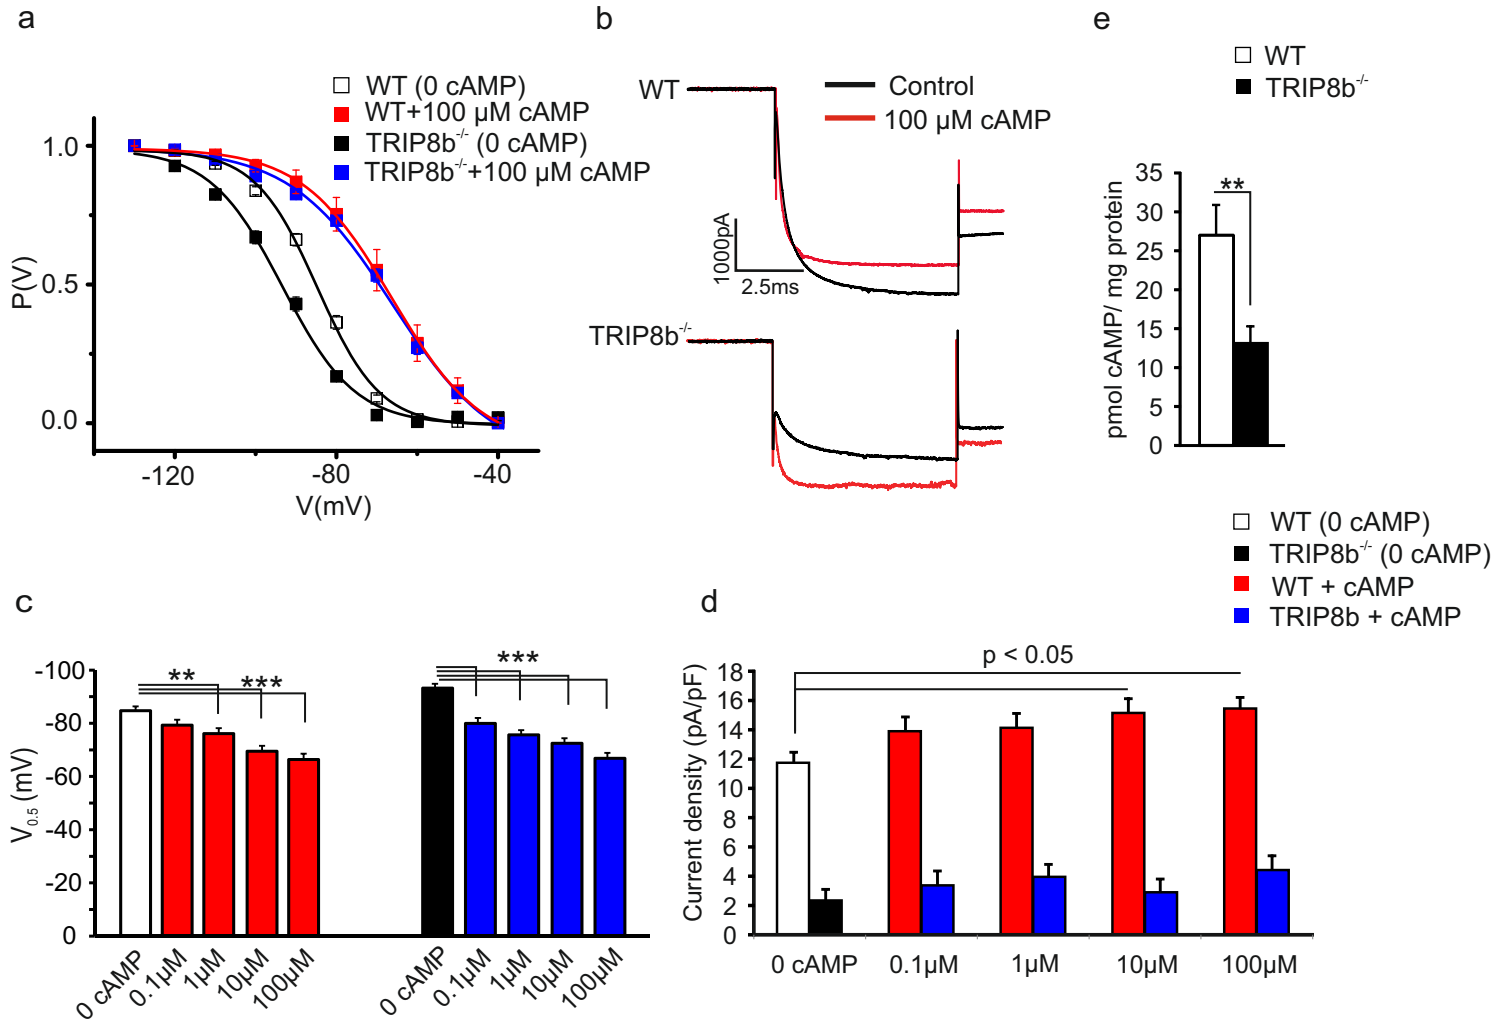 a
WT (0 cAMP)
WT+100 µM cAMP
TRIP8b-/- (0 cAMP)
TRIP8b-/-+100 µM cAMP
1.0
0.5
0.0
P(V)
-120
-80
-40
V(mV)
b
WT
Control
100 µM cAMP
1000pA
2.5ms
TRIP8b-/-
e
WT
TRIP8b-/-
pmol cAMP/ mg protein
35
30
25
20
15
10
5
0
**
c
V0.5 (mV)
-100
-80
-60
-40
-20
0
**
***
***
0 cAMP
0.1µM
1µM
10µM
100µM
0 cAMP
0.1µM
1µM
10µM
100µM
WT (0 cAMP)
TRIP8b-/- (0 cAMP)
WT + cAMP
TRIP8b + cAMP
d
p < 0.05
Current density (pA/pF)
18
16
14
12
10
8
6
4
2
0
0 cAMP
0.1µM
1µM
10µM
100µM